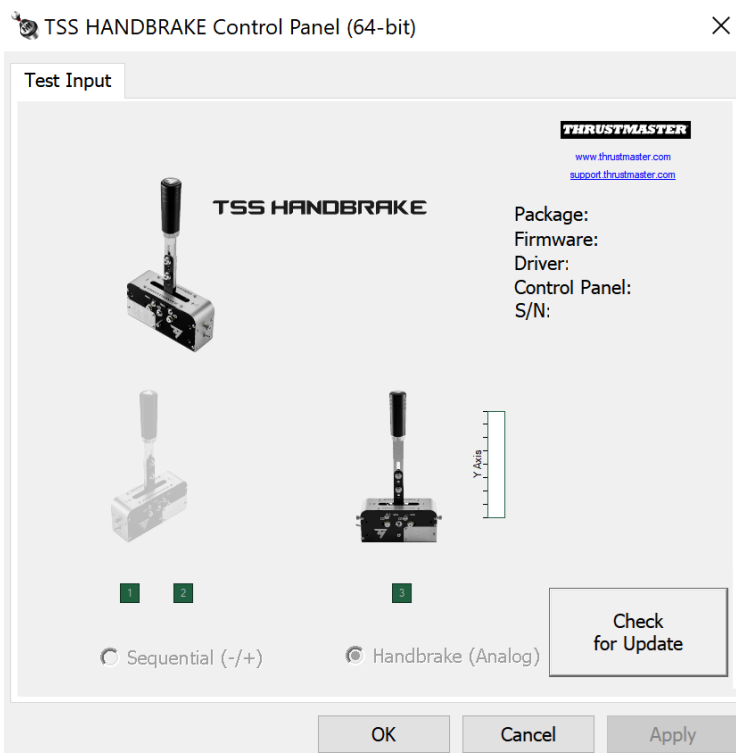 TSS HANDBRAKE Control Panel (64-bit)
Test Input
THRUSTMASTER
www.thrustmaster.com
support.thrustmaster.com
TSS HANDBRAKE
Package:
Firmware:
Driver:
Control Panel:
S/N:
Y Axis
1 2 3
Sequential (-/+)
Handbrake (Analog)
Check
for Update
OK Cancel Apply